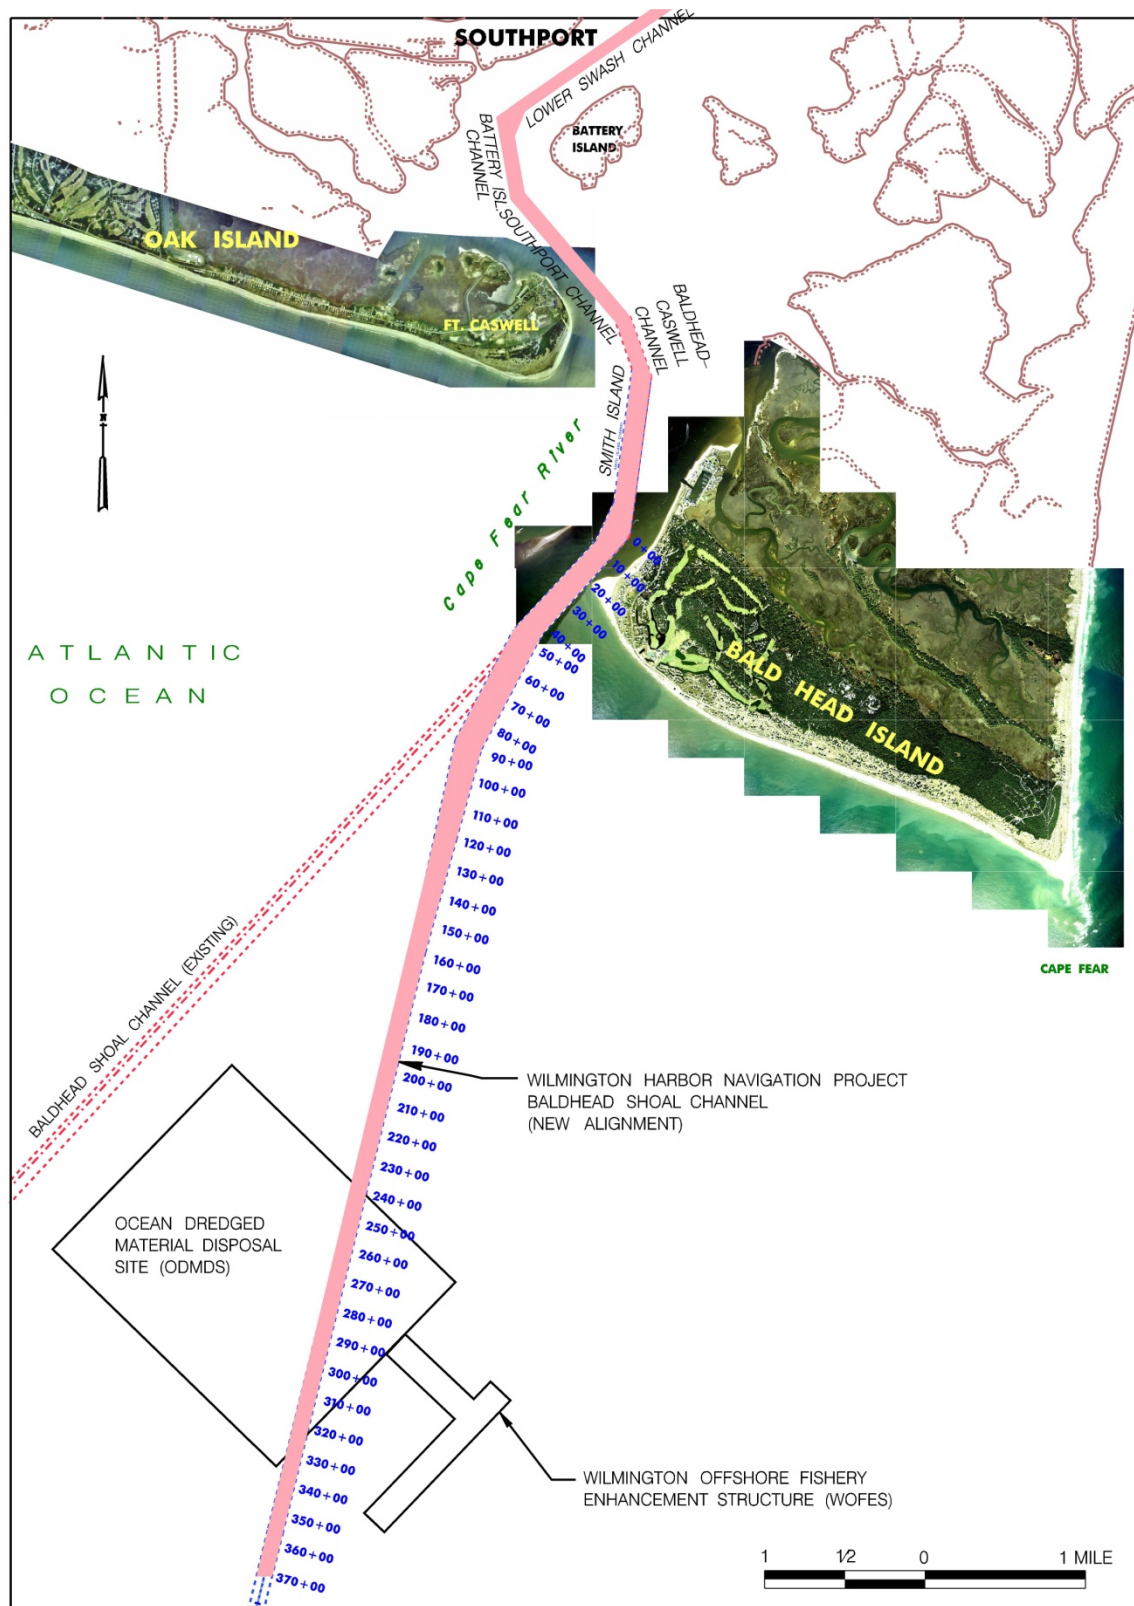 SOUTHPORT
LOWER SWASH CHANNEL
BATTERY ISL.
CHANNEL
BATTERY
ISLAND
SOUTHPORT CHANNEL
OAK ISLAND
FT. CASWELL
BALDHEAD-
CASWELL
CHANNEL
SMITH ISLAND
N
Cape Fear River
ATLANTIC
OCEAN
BALD HEAD ISLAND
CAPE FEAR
0+00
10+00
20+00
30+00
40+00
50+00
60+00
70+00
80+00
90+00
100+00
110+00
120+00
130+00
140+00
150+00
160+00
170+00
180+00
190+00
200+00
210+00
220+00
230+00
240+00
250+00
260+00
270+00
280+00
290+00
300+00
310+00
320+00
330+00
340+00
350+00
360+00
370+00
BALDHEAD SHOAL CHANNEL (EXISTING)
WILMINGTON HARBOR NAVIGATION PROJECT
BALDHEAD SHOAL CHANNEL
(NEW ALIGNMENT)
OCEAN DREDGED
MATERIAL DISPOSAL
SITE (ODMDS)
WILMINGTON OFFSHORE FISHERY
ENHANCEMENT STRUCTURE (WOFES)
1 1/2 0 1 MILE